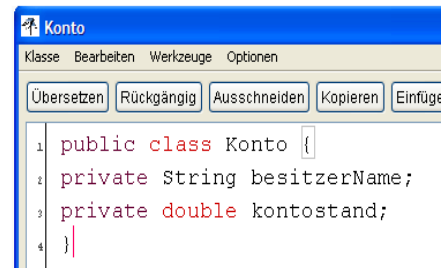 Konto
Klasse Bearbeiten Werkzeuge Optionen
Übersetzen Rückgängig Ausschneiden Kopieren Einfüge
1 public class Konto {
2 private String besitzerName;
3 private double kontostand;
4 }